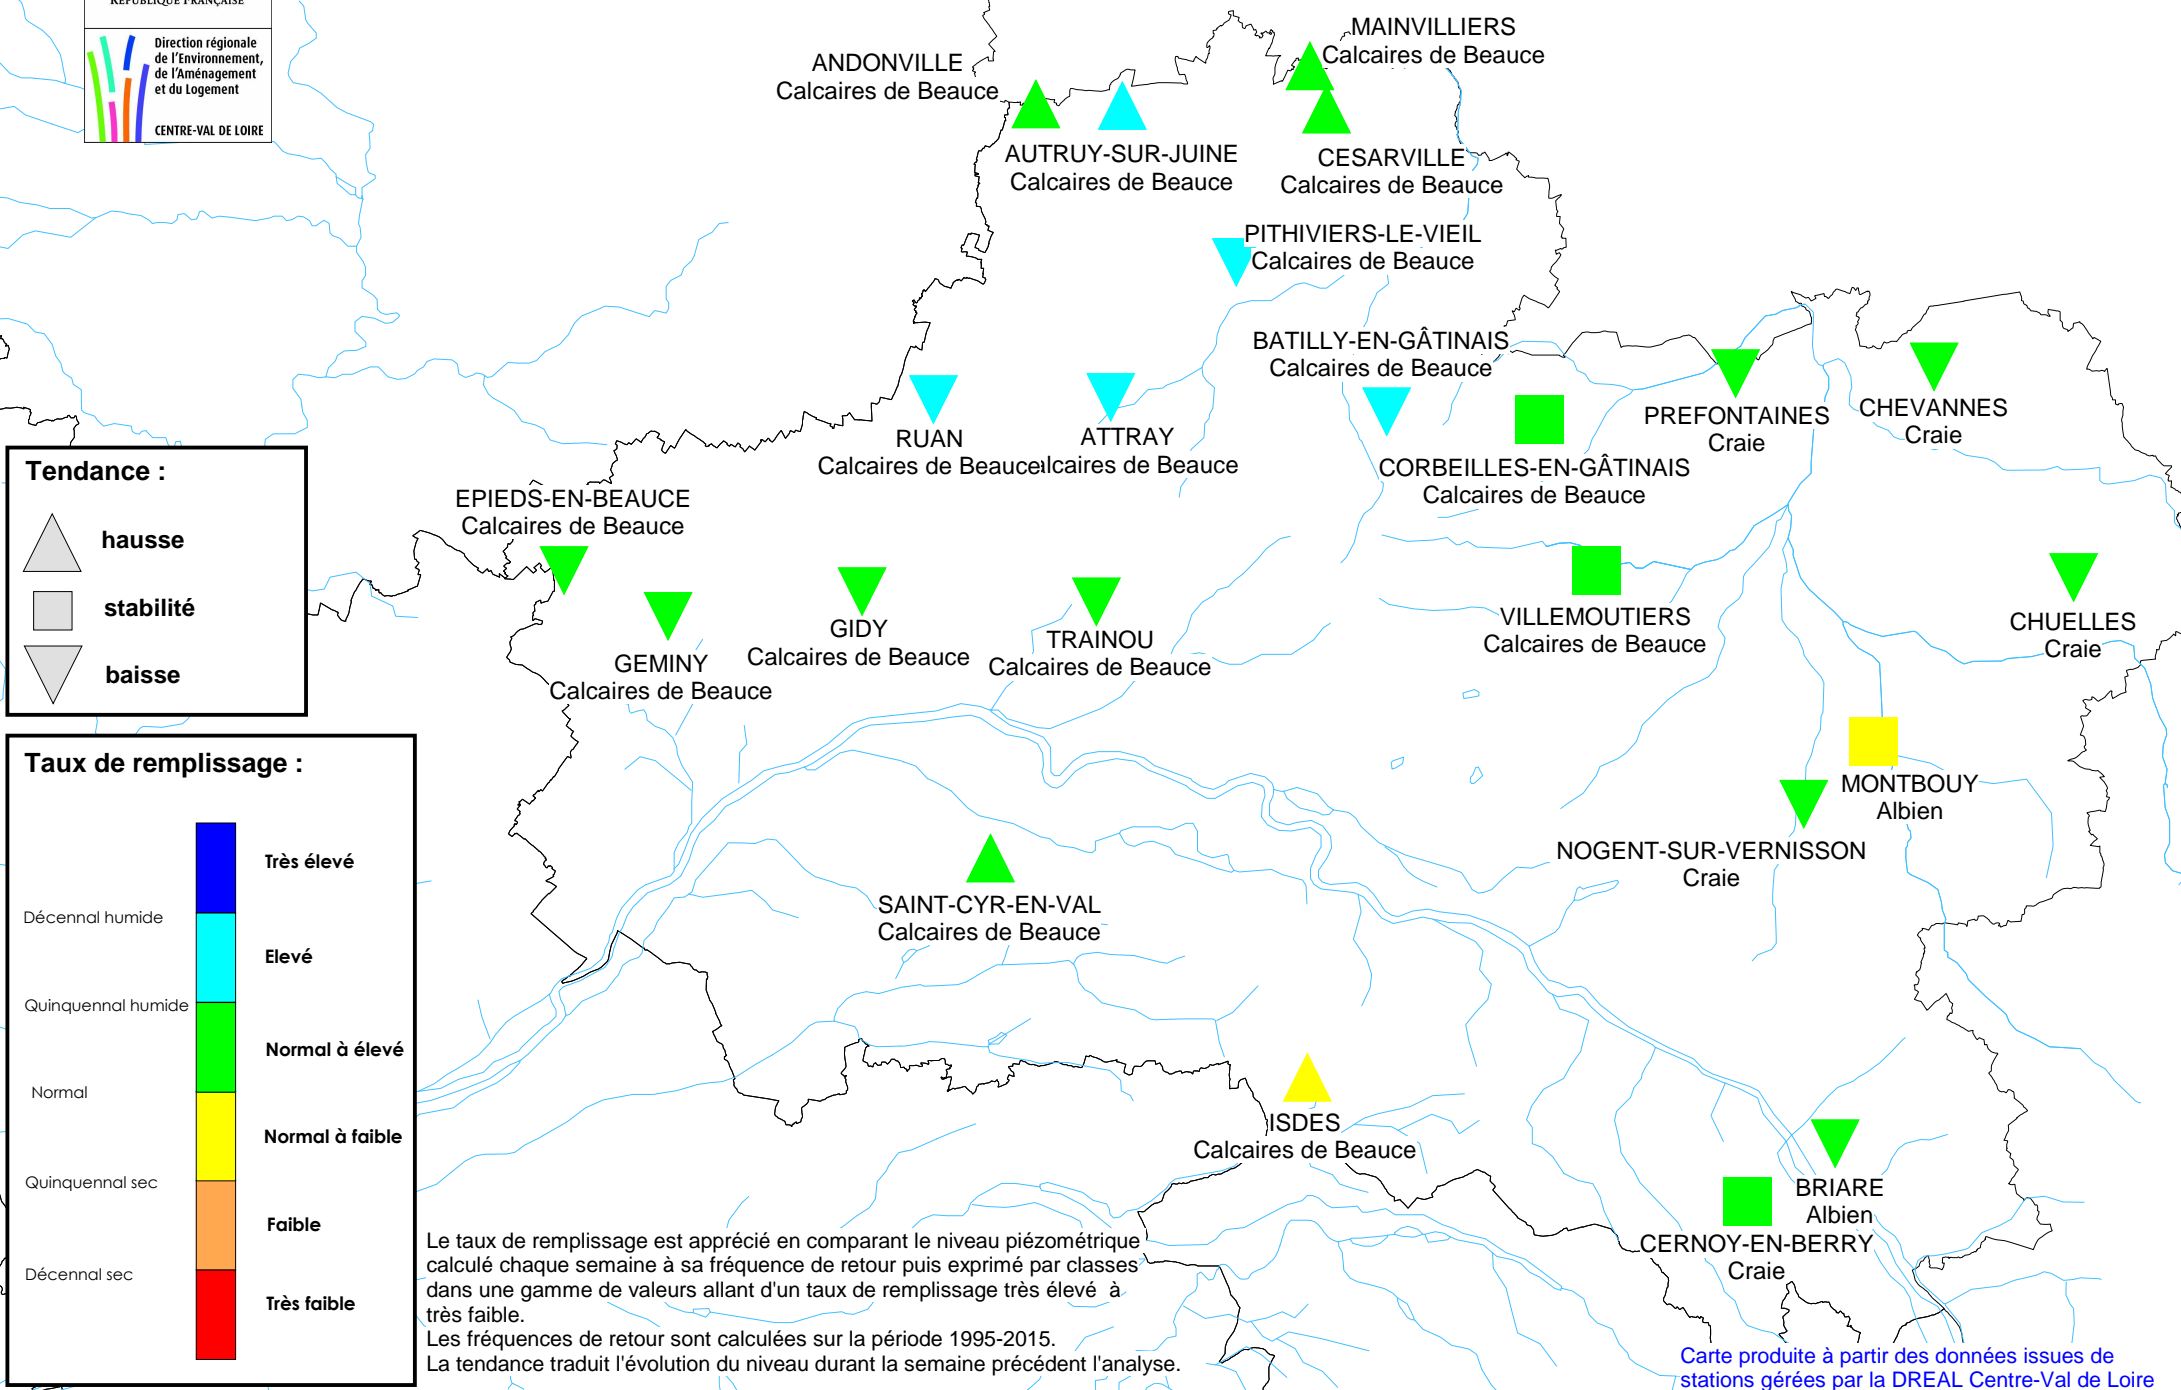 RÉPUBLIQUE FRANÇAISE
Direction régionale
de l'Environnement,
de l'Aménagement
et du Logement
CENTRE-VAL DE LOIRE
MAINVILLIERS
Calcaires de Beauce
ANDONVILLE
Calcaires de Beauce
AUTRUY-SUR-JUINE
Calcaires de Beauce
CESARVILLE
Calcaires de Beauce
PITHIVIERS-LE-VIEIL
Calcaires de Beauce
BATILLY-EN-GÂTINAIS
Calcaires de Beauce
PREFONTAINES
Craie
CHEVANNES
Craie
RUAN
Calcaires de Beauce
ATTRAY
alcaires de Beauce
CORBEILLES-EN-GÂTINAIS
Calcaires de Beauce
EPIEDS-EN-BEAUCE
Calcaires de Beauce
GEMINY
Calcaires de Beauce
GIDY
Calcaires de Beauce
TRAINOU
Calcaires de Beauce
VILLEMOUTIERS
Calcaires de Beauce
CHUELLES
Craie
MONTBOUY
Albien
NOGENT-SUR-VERNISSON
Craie
SAINT-CYR-EN-VAL
Calcaires de Beauce
ISDES
Calcaires de Beauce
BRIARE
Albien
CERNOY-EN-BERRY
Craie
Tendance :
hausse
stabilité
baisse
Taux de remplissage :
Très élevé
Décennal humide
Elevé
Quinquennal humide
Normal à élevé
Normal
Normal à faible
Quinquennal sec
Faible
Décennal sec
Très faible
Le taux de remplissage est apprécié en comparant le niveau piézométrique
calculé chaque semaine à sa fréquence de retour puis exprimé par classes
dans une gamme de valeurs allant d'un taux de remplissage très élevé à
très faible.
Les fréquences de retour sont calculées sur la période 1995-2015.
La tendance traduit l'évolution du niveau durant la semaine précédent l'analyse.
Carte produite à partir des données issues de
stations gérées par la DREAL Centre-Val de Loire